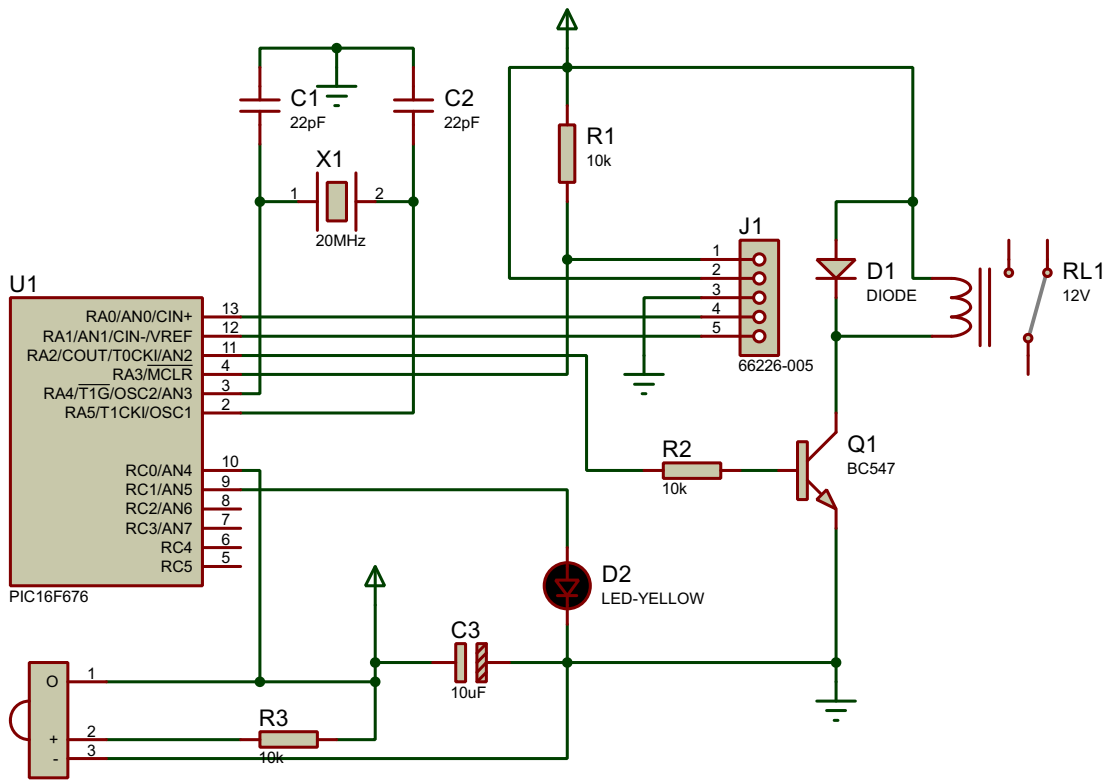 C1
22pF
C2
22pF
X1
1
2
20MHz
R1
10k
J1
1
2
3
4
5
66226-005
D1
DIODE
RL1
12V
U1
RA0/AN0/CIN+
13
RA1/AN1/CIN-/VREF
12
RA2/COUT/T0CKI/AN2
11
RA3/MCLR
4
RA4/T1G/OSC2/AN3
3
RA5/T1CKI/OSC1
2
RC0/AN4
10
RC1/AN5
9
RC2/AN6
8
RC3/AN7
7
RC4
6
RC5
5
PIC16F676
R2
10k
Q1
BC547
D2
LED-YELLOW
C3
10uF
O
1
+
2
-
3
R3
10k